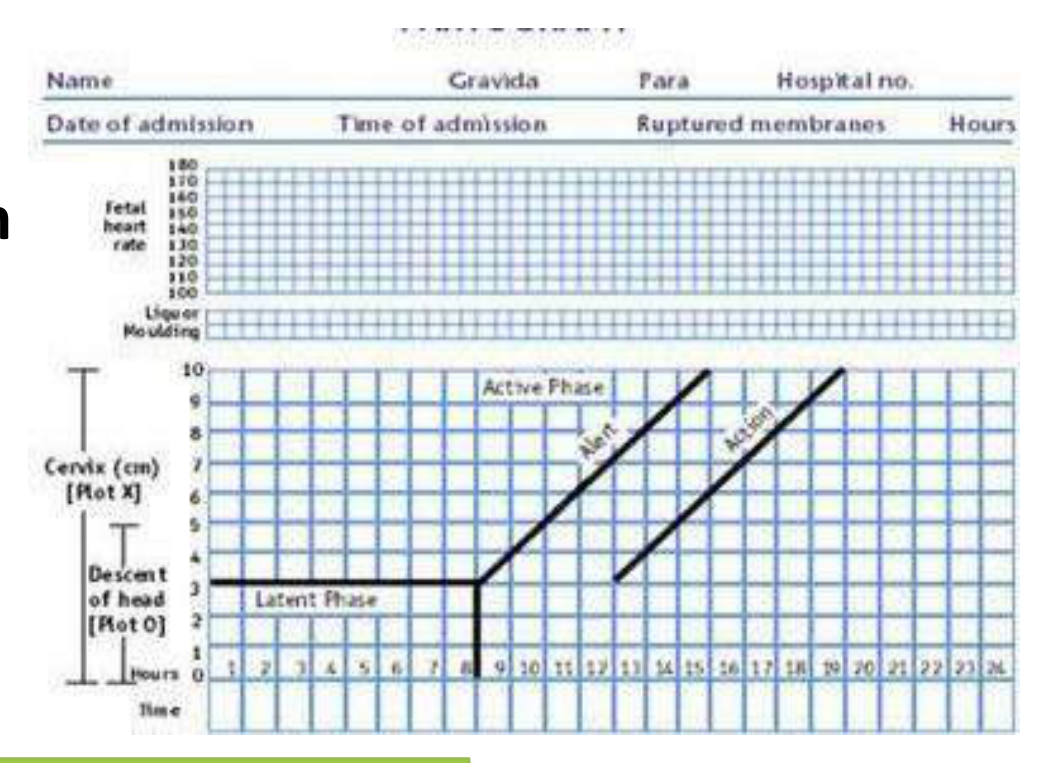 Name Gravida Para Hospital no.
Date of admission Time of admission Ruptured membranes Hours
180
170
160
Fetal 150
heart 140
rate 130
120
110
100
Liquor
Moulding
10
Active Phase
9
Alert Action
8
7
Cervix (cm)
[Plot X]
6
5
4
Descent
of head
[Plot O]
3
Latent Phase
2
1
Hours 0 1 2 3 4 5 6 7 8 9 10 11 12 13 14 15 16 17 18 19 20 21 22 23 24
Time